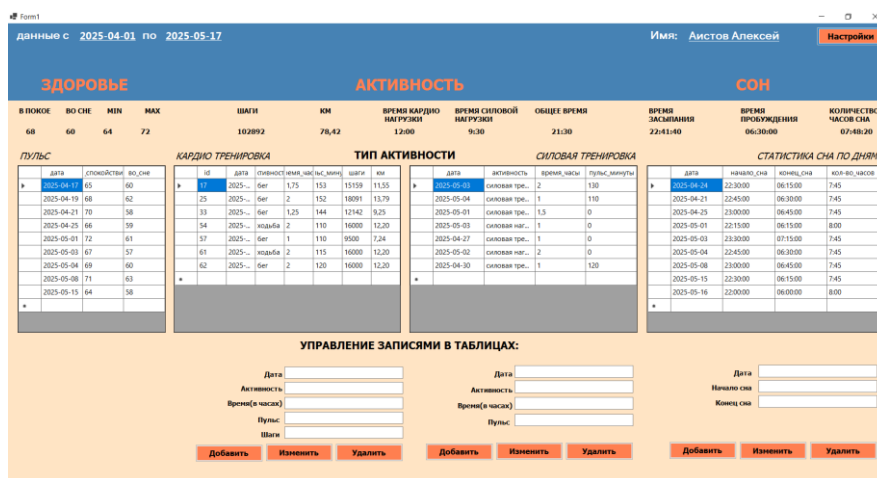 Form1
данные с 2025-04-01 по 2025-05-17 Имя: Аистов Алексей Настройки
ЗДОРОВЬЕ АКТИВНОСТЬ СОН
В ПОКОЕ ВО СНЕ MIN MAX ШАГИ КМ ВРЕМЯ КАРДИО НАГРУЗКИ ВРЕМЯ СИЛОВОЙ НАГРУЗКИ ОБЩЕЕ ВРЕМЯ ВРЕМЯ ЗАСЫПАНИЯ ВРЕМЯ ПРОБУЖДЕНИЯ КОЛИЧЕСТВО ЧАСОВ СНА
68 60 64 72 102892 78,42 12:00 9:30 21:30 22:41:40 06:30:00 07:48:20
ПУЛЬС КАРДИО ТРЕНИРОВКА ТИП АКТИВНОСТИ СИЛОВАЯ ТРЕНИРОВКА СТАТИСТИКА СНА ПО ДНЯМ
дата _спокойстви во_сне
2025-04-17 65 60
2025-04-19 68 62
2025-04-21 70 58
2025-04-25 66 59
2025-05-01 72 61
2025-05-03 67 57
2025-05-04 69 60
2025-05-08 71 63
2025-05-15 64 58
id дата стивност шаги км
17 2025-... бег 1,75 153 15159 11,55
25 2025-... бег 2 152 18091 13,79
33 2025-... бег 1,25 144 12142 9,25
54 2025-... ходьба 2 110 16000 12,20
57 2025-... бег 1 110 9500 7,24
61 2025-... ходьба 2 115 16000 12,20
62 2025-... бег 2 120 16000 12,20
дата активность время_часы пульс_минуты
2025-05-03 силовая тре... 2 130
2025-05-04 силовая тре... 1 110
2025-05-01 силовая тре... 1,5 0
2025-05-03 силовая наг... 1 0
2025-04-27 силовая тре... 1 0
2025-05-02 силовая наг... 2 0
2025-04-30 силовая тре... 1 120
дата начало_сна конец_сна кол-во_часов
2025-04-24 22:30:00 06:15:00 7:45
2025-04-21 22:45:00 06:30:00 7:45
2025-04-25 23:00:00 06:45:00 7:45
2025-05-01 22:15:00 06:15:00 8:00
2025-05-03 23:30:00 07:15:00 7:45
2025-05-04 22:45:00 06:30:00 7:45
2025-05-08 23:00:00 06:45:00 7:45
2025-05-15 22:30:00 06:15:00 7:45
2025-05-16 22:00:00 06:00:00 8:00
УПРАВЛЕНИЕ ЗАПИСЯМИ В ТАБЛИЦАХ:
Дата
Активность
Время(в часах)
Пульс
Шаги
Добавить Изменить Удалить
Дата
Активность
Время(в часах)
Пульс
Добавить Изменить Удалить
Дата
Начало сна
Конец сна
Добавить Изменить Удалить